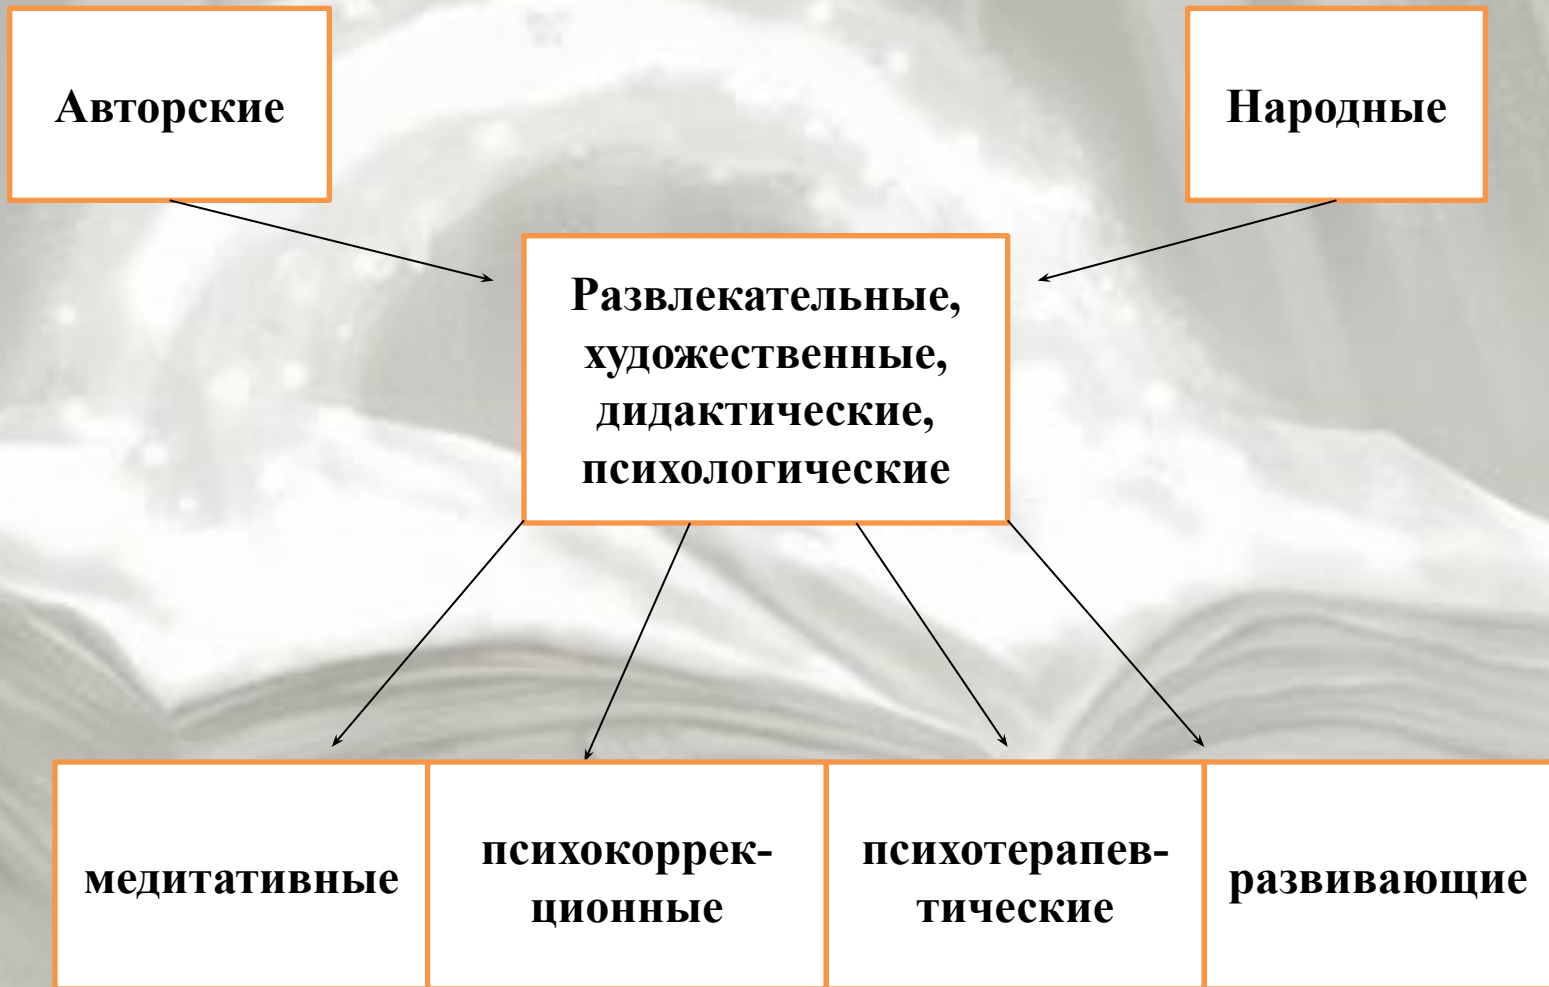 Авторские
Народные
Развлекательные,
художественные,
дидактические,
психологические
медитативные
психокоррек-
ционные
психотерапев-
тические
развивающие